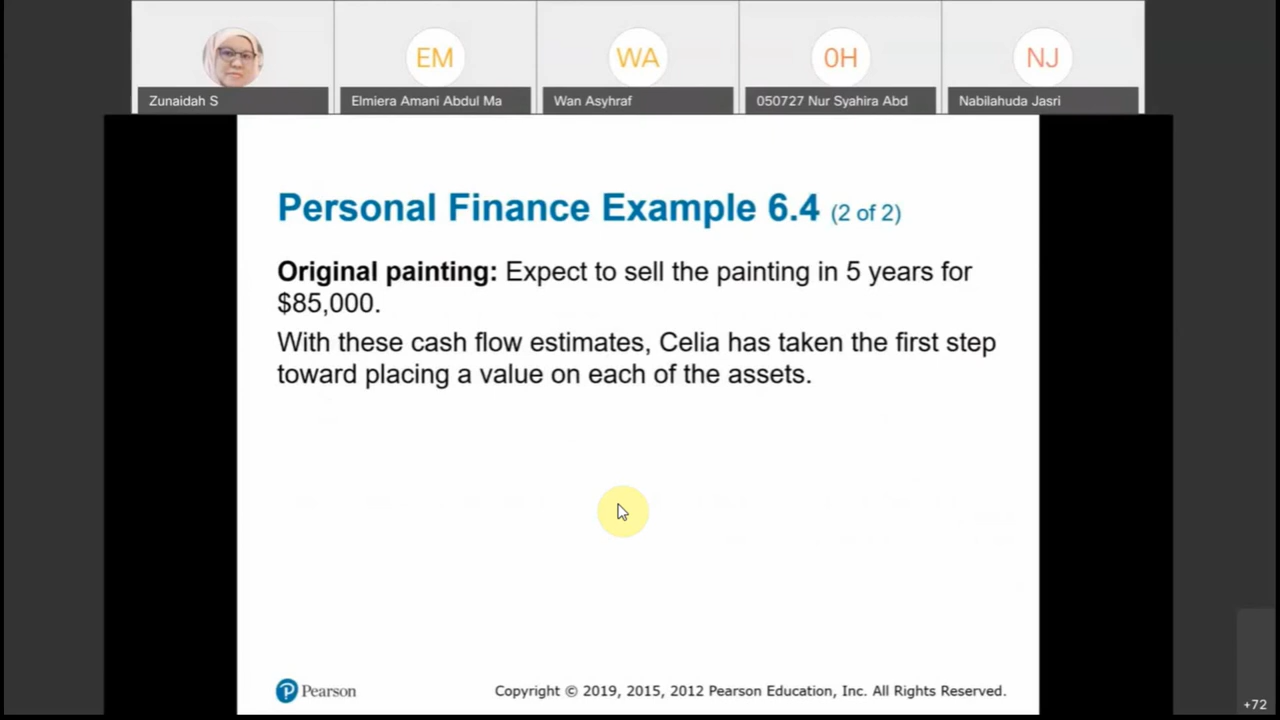 EM
WA
0H
NJ
Zunaidah S
Elmiera Amani Abdul Ma
Wan Asyhraf
050727 Nur Syahira Abd
Nabilahuda Jasri
Personal Finance Example 6.4 (2 of 2)
Original painting: Expect to sell the painting in 5 years for
$85,000.
With these cash flow estimates, Celia has taken the first step
toward placing a value on each of the assets.
P Pearson
Copyright © 2019, 2015, 2012 Pearson Education, Inc. All Rights Reserved.
+72